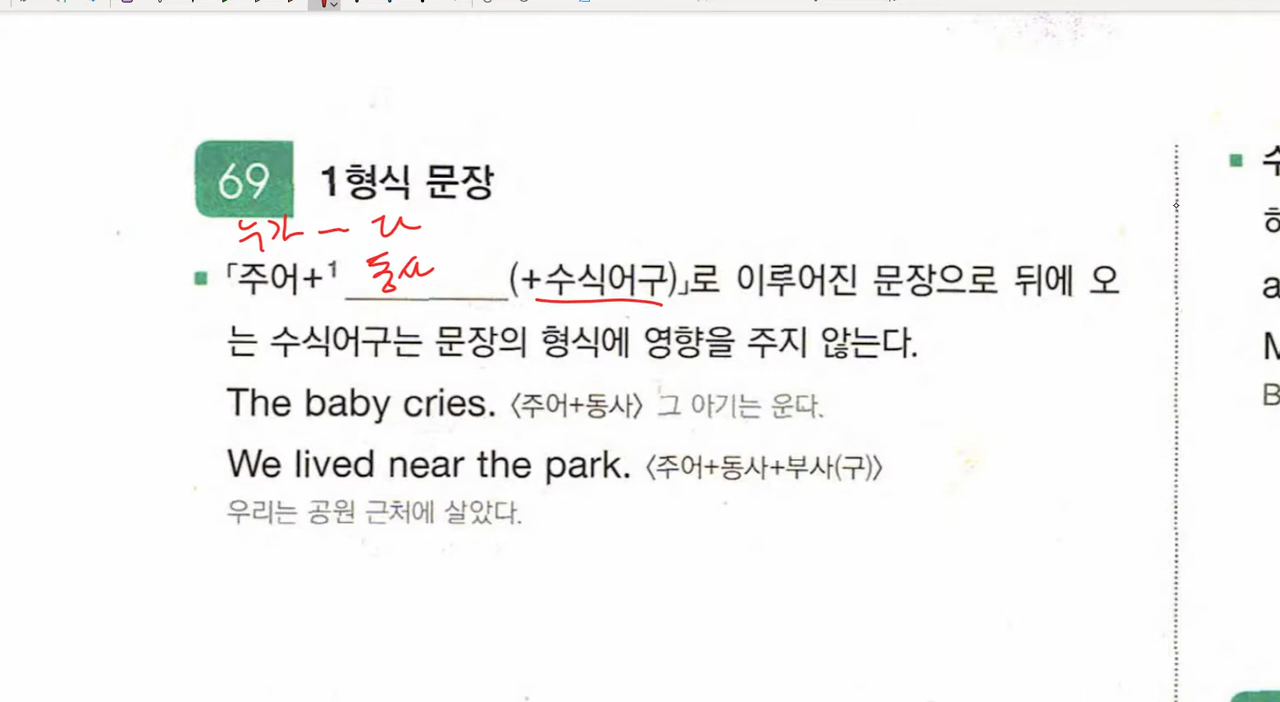 69 1형식 문장
누가 – 다
「주어+¹ 동사 (+수식어구)」로 이루어진 문장으로 뒤에 오
는 수식어구는 문장의 형식에 영향을 주지 않는다.
The baby cries. 〈주어+동사〉 그 아기는 운다.
We lived near the park. 〈주어+동사+부사(구)〉
우리는 공원 근처에 살았다.
a
B